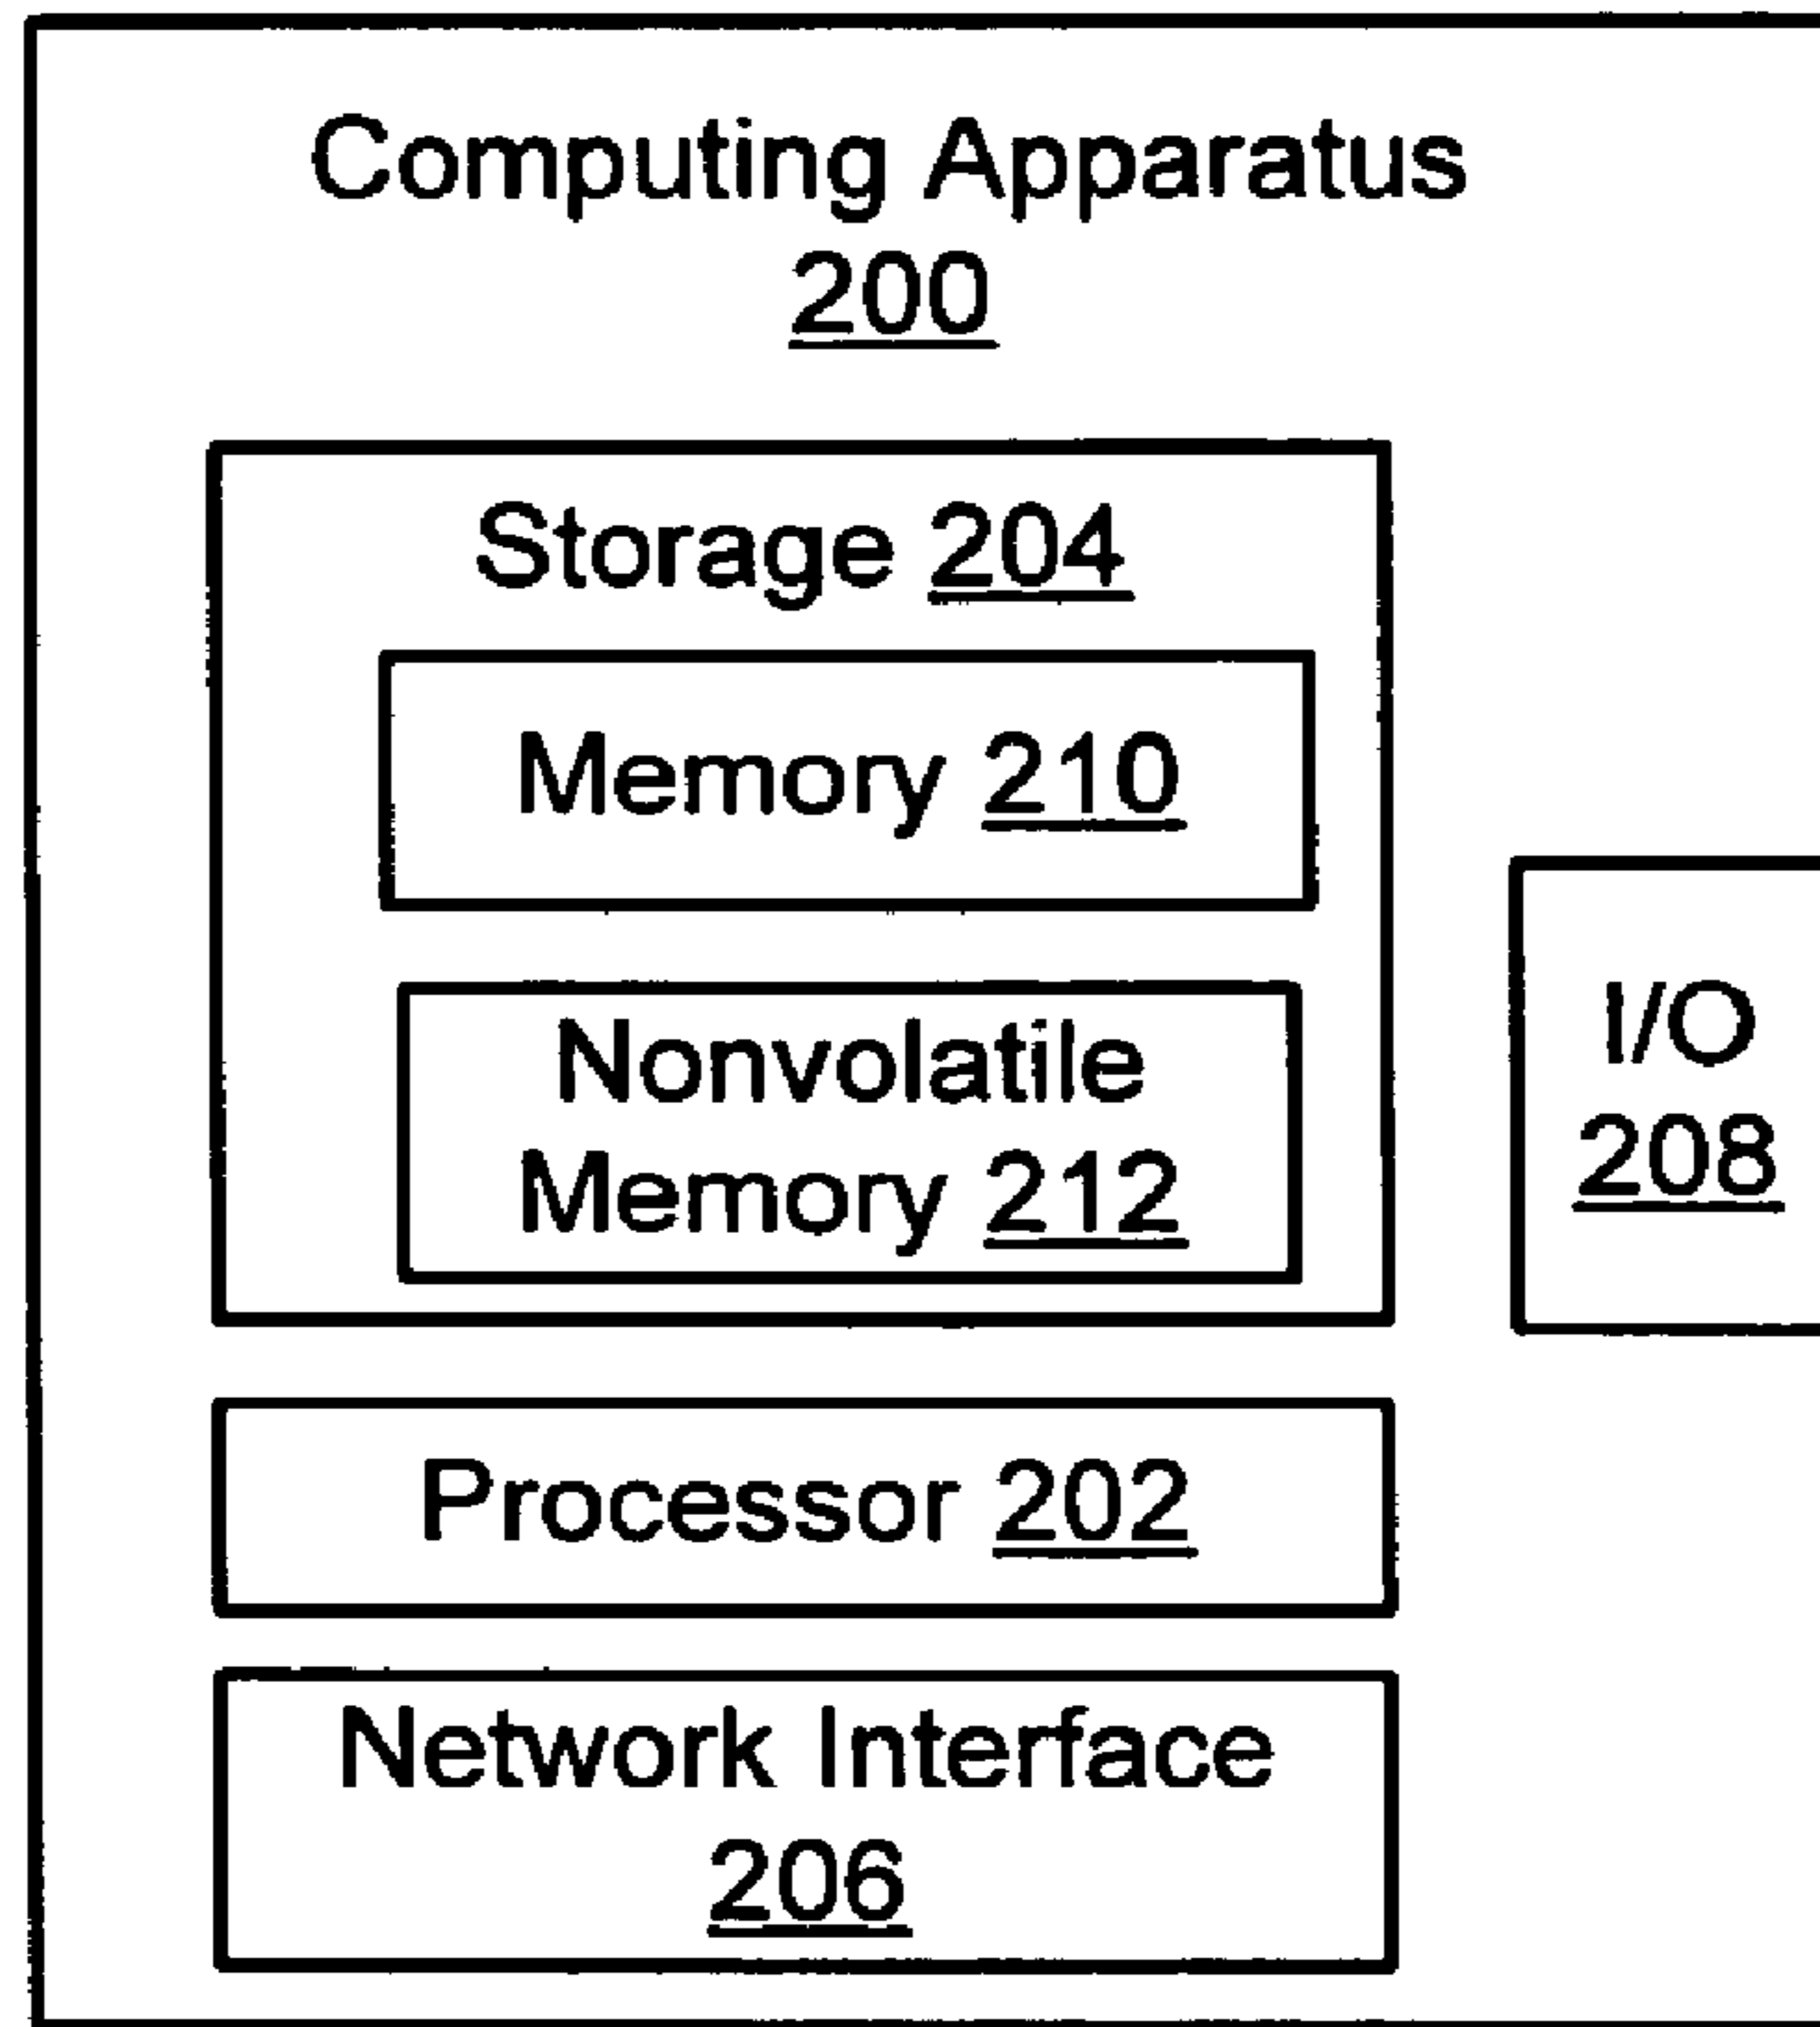 Computing Apparatus
200
Storage 204
Memory 210
Nonvolatile
Memory 212
I/O
208
Processor 202
Network Interface
206